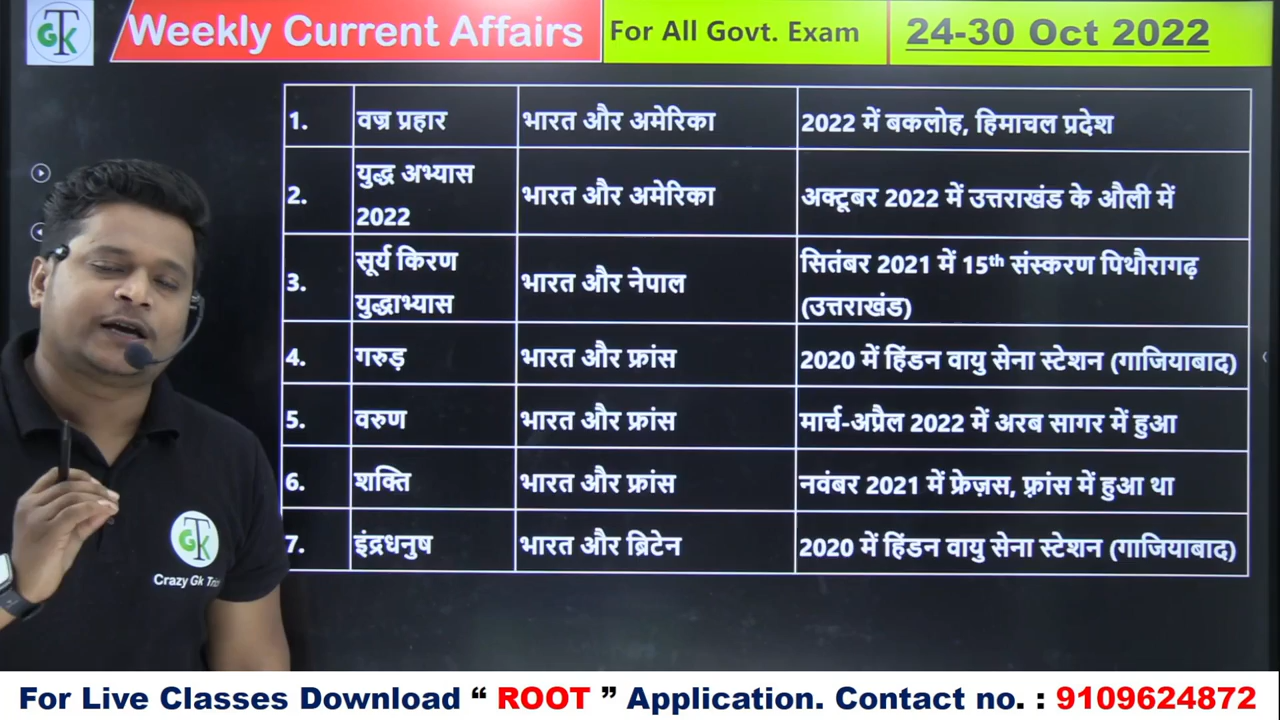 GTK
Weekly Current Affairs For All Govt. Exam 24-30 Oct 2022
1. वज्र प्रहार भारत और अमेरिका 2022 में बकलोह, हिमाचल प्रदेश
2. युद्ध अभ्यास
2022 भारत और अमेरिका अक्टूबर 2022 में उत्तराखंड के औली में
3. सूर्य किरण
युद्धाभ्यास भारत और नेपाल सितंबर 2021 में 15th संस्करण पिथौरागढ़
(उत्तराखंड)
4. गरुड़ भारत और फ्रांस 2020 में हिंडन वायु सेना स्टेशन (गाजियाबाद)
5. वरुण भारत और फ्रांस मार्च-अप्रैल 2022 में अरब सागर में हुआ
6. शक्ति भारत और फ्रांस नवंबर 2021 में फ्रेज़स, फ़्रांस में हुआ था
7. इंद्रधनुष भारत और ब्रिटेन 2020 में हिंडन वायु सेना स्टेशन (गाजियाबाद)
GTK
Crazy Gk
For Live Classes Download “ ROOT ” Application. Contact no. : 9109624872